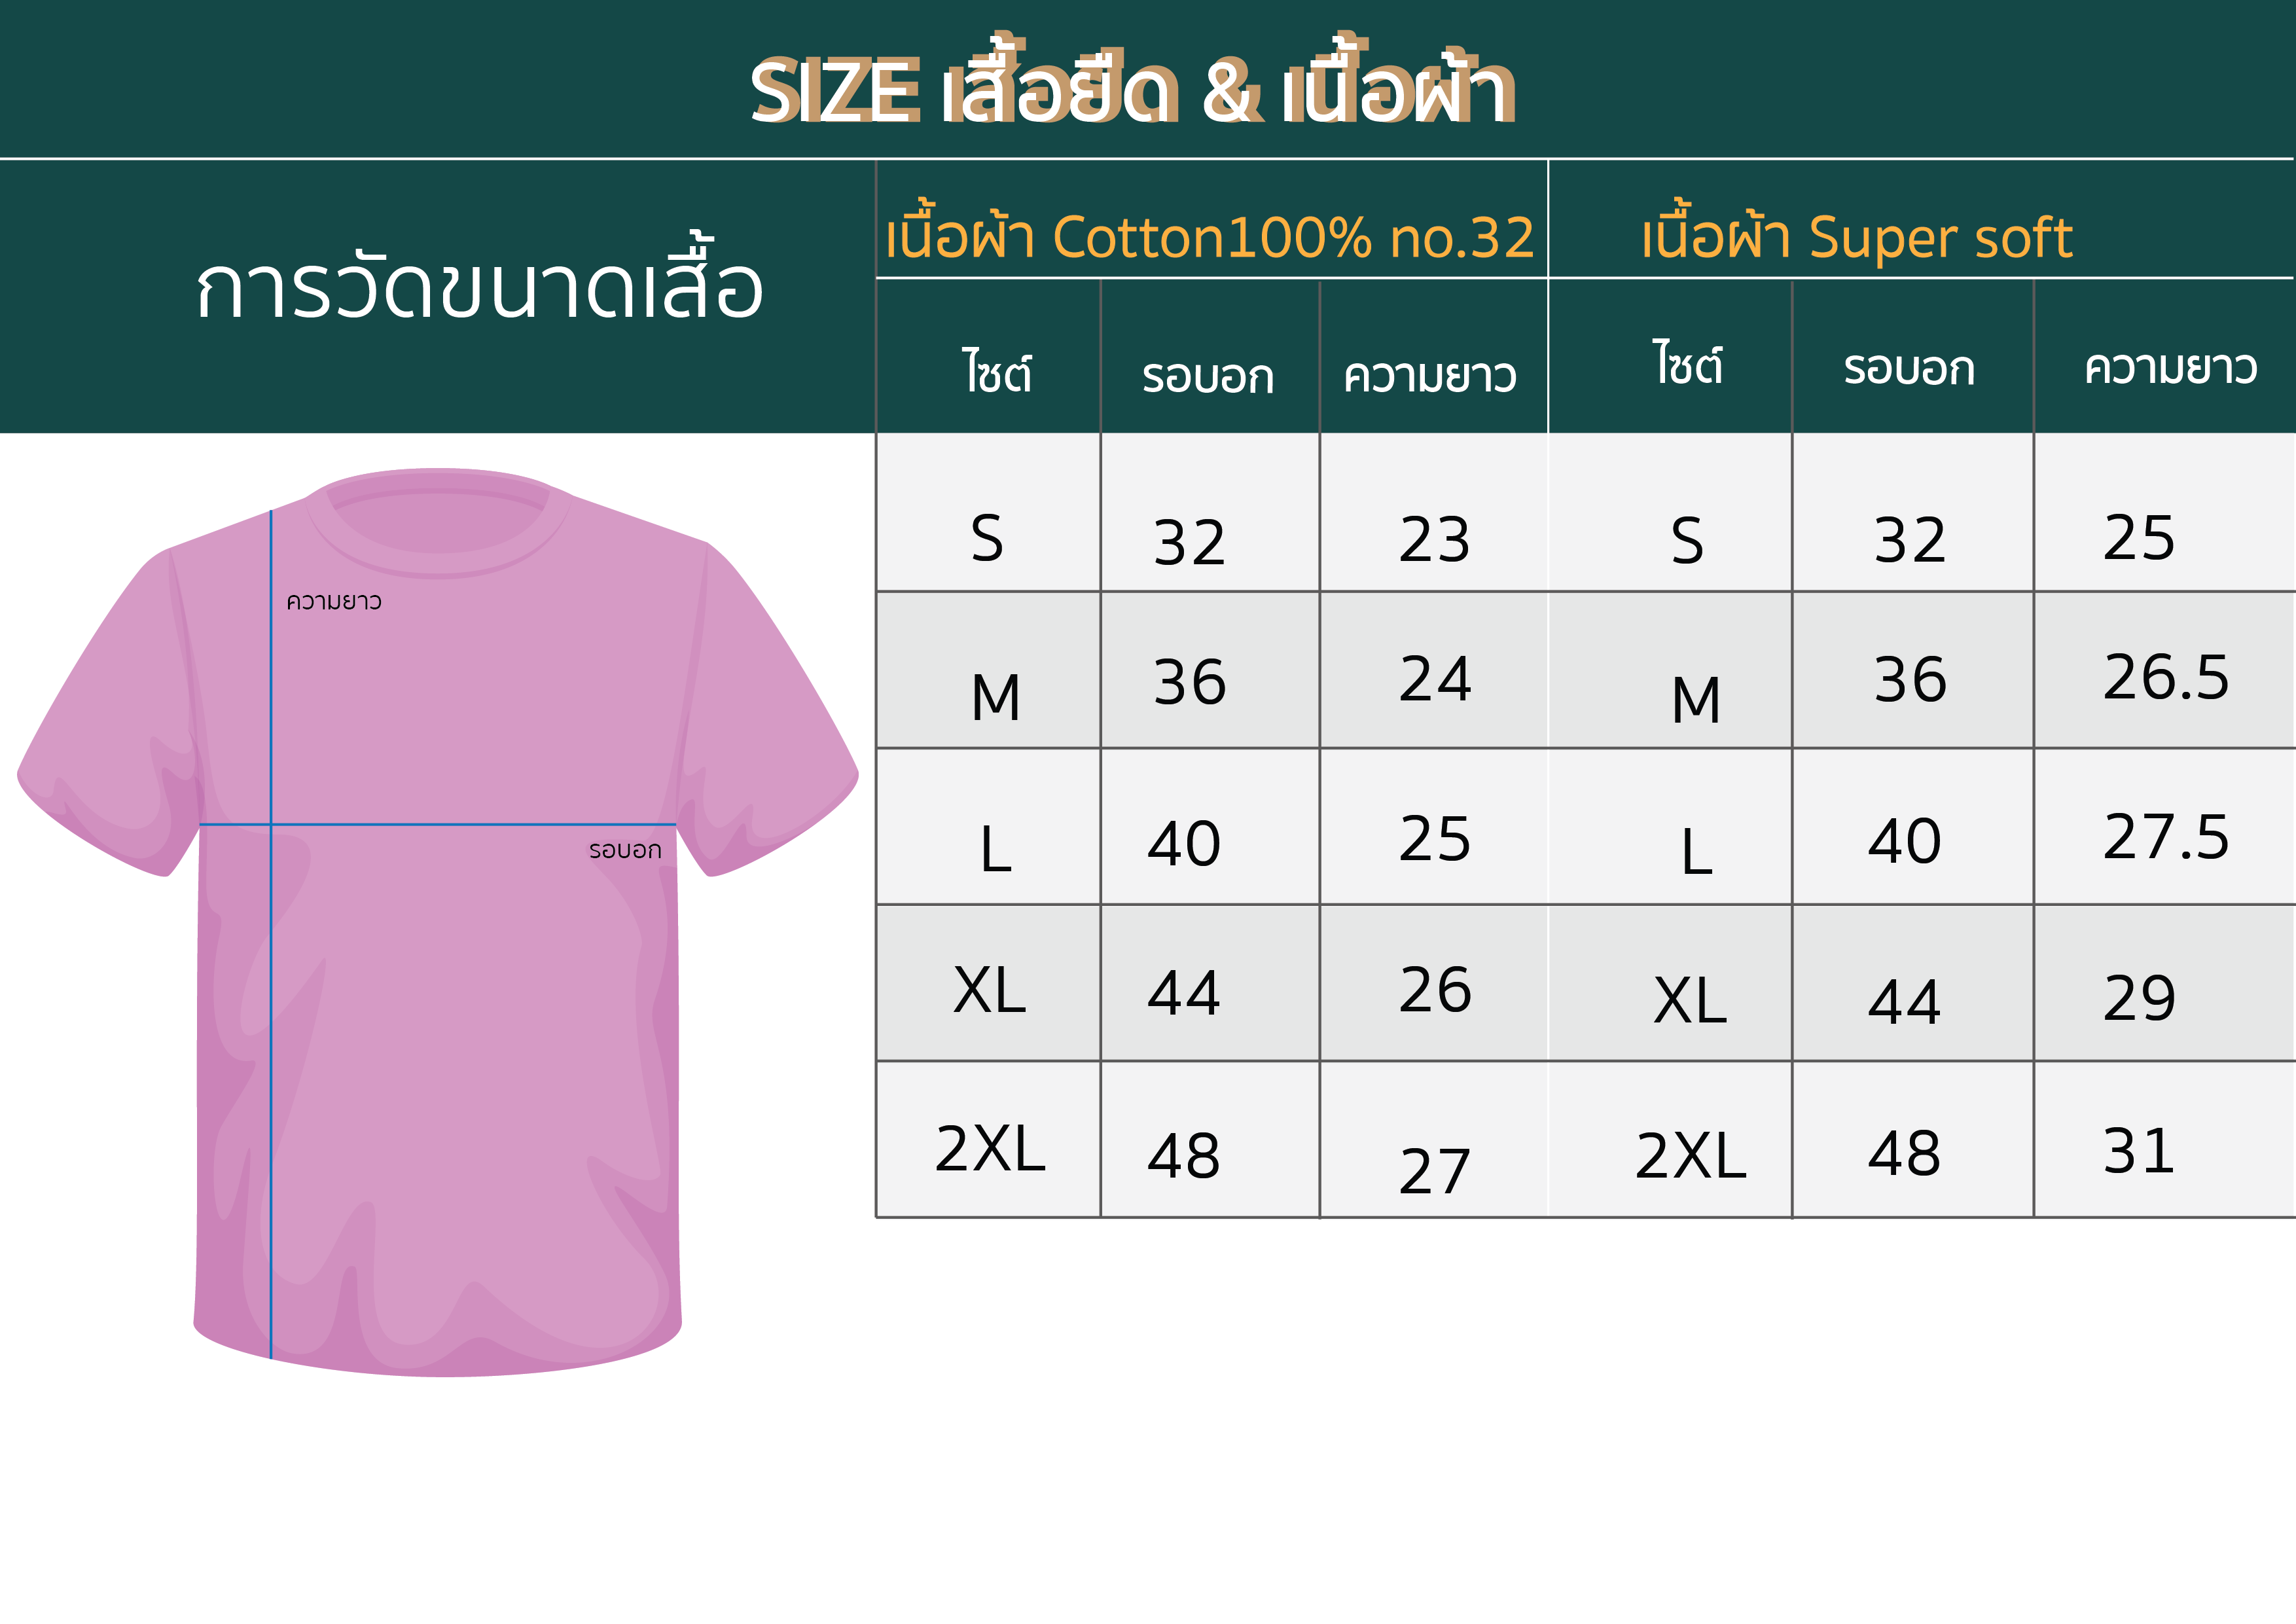 SIZE เสื้อยืด & เนื้อผ้า
การวัดขนาดเสื้อ
เนื้อผ้า Cotton100% no.32
เนื้อผ้า Super soft
ไซต์ รอบอก ความยาว ไซต์ รอบอก ความยาว
S 32 23 S 32 25
M 36 24 M 36 26.5
L 40 25 L 40 27.5
XL 44 26 XL 44 29
2XL 48 27 2XL 48 31
ความยาว
รอบอก